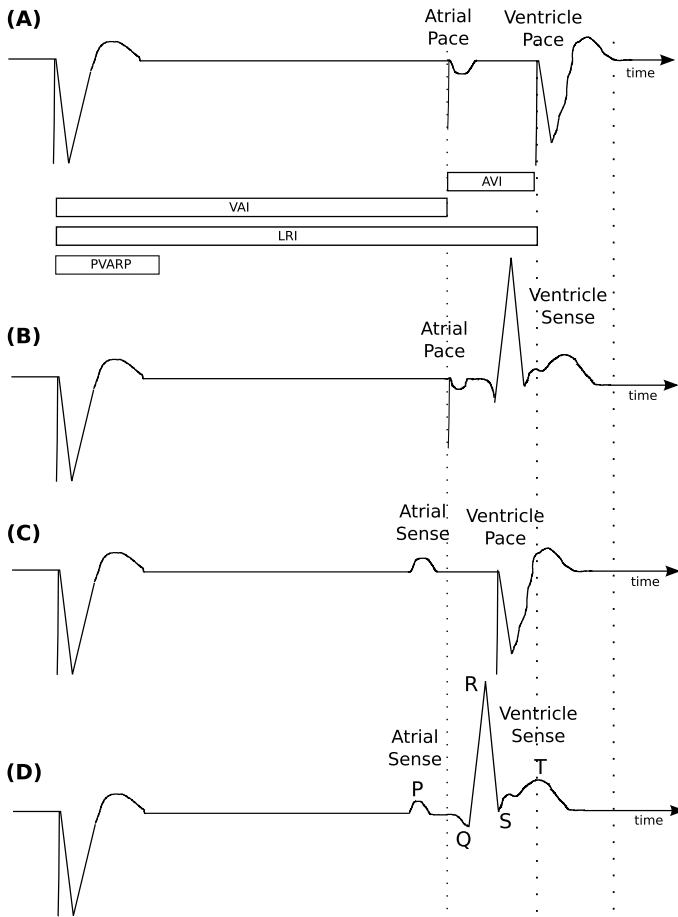 (A)
Atrial
Pace
Ventricle
Pace
time
AVI
VAI
LRI
PVARP
(B)
Atrial
Pace
Ventricle
Sense
time
(C)
Atrial
Sense
Ventricle
Pace
time
(D)
Atrial
Sense
R
Ventricle
Sense
P
Q
S
T
time